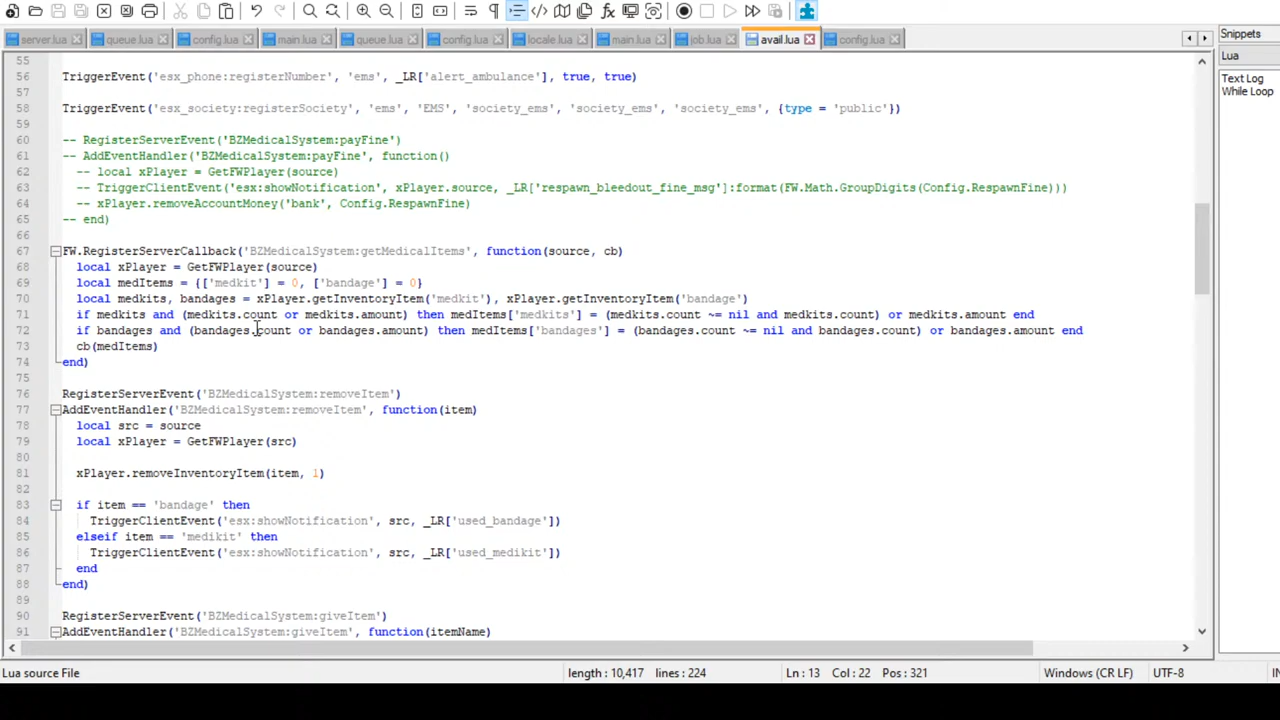 server.lua queue.lua config.lua main.lua queue.lua config.lua locale.lua main.lua job.lua avail.lua config.lua
Snippets
Lua
Text Log
While Loop
55
56 TriggerEvent('esx_phone:registerNumber', 'ems', _LR['alert_ambulance'], true, true)
57
58 TriggerEvent('esx_society:registerSociety', 'ems', 'EMS', 'society_ems', 'society_ems', 'society_ems', {type = 'public'})
59
60 -- RegisterServerEvent('BZMedicalSystem:payFine')
61 -- AddEventHandler('BZMedicalSystem:payFine', function()
62 -- local xPlayer = GetFWPlayer(source)
63 -- TriggerClientEvent('esx:showNotification', xPlayer.source, _LR['respawn_bleedout_fine_msg']:format(FW.Math.GroupDigits(Config.RespawnFine)))
64 -- xPlayer.removeAccountMoney('bank', Config.RespawnFine)
65 -- end)
66
67 FW.RegisterServerCallback('BZMedicalSystem:getMedicalItems', function(source, cb)
68 local xPlayer = GetFWPlayer(source)
69 local medItems = {['medkit'] = 0, ['bandage'] = 0}
70 local medkits, bandages = xPlayer.getInventoryItem('medkit'), xPlayer.getInventoryItem('bandage')
71 if medkits and (medkits.count or medkits.amount) then medItems['medkits'] = (medkits.count ~= nil and medkits.count) or medkits.amount end
72 if bandages and (bandages.count or bandages.amount) then medItems['bandages'] = (bandages.count ~= nil and bandages.count) or bandages.amount end
73 cb(medItems)
74 end)
75
76 RegisterServerEvent('BZMedicalSystem:removeItem')
77 AddEventHandler('BZMedicalSystem:removeItem', function(item)
78 local src = source
79 local xPlayer = GetFWPlayer(src)
80
81 xPlayer.removeInventoryItem(item, 1)
82
83 if item == 'bandage' then
84 TriggerClientEvent('esx:showNotification', src, _LR['used_bandage'])
85 elseif item == 'medikit' then
86 TriggerClientEvent('esx:showNotification', src, _LR['used_medikit'])
87 end
88 end)
89
90 RegisterServerEvent('BZMedicalSystem:giveItem')
91 AddEventHandler('BZMedicalSystem:giveItem', function(itemName)
Lua source File length : 10,417 lines : 224 Ln : 13 Col : 22 Pos : 321 Windows (CR LF) UTF-8 IN